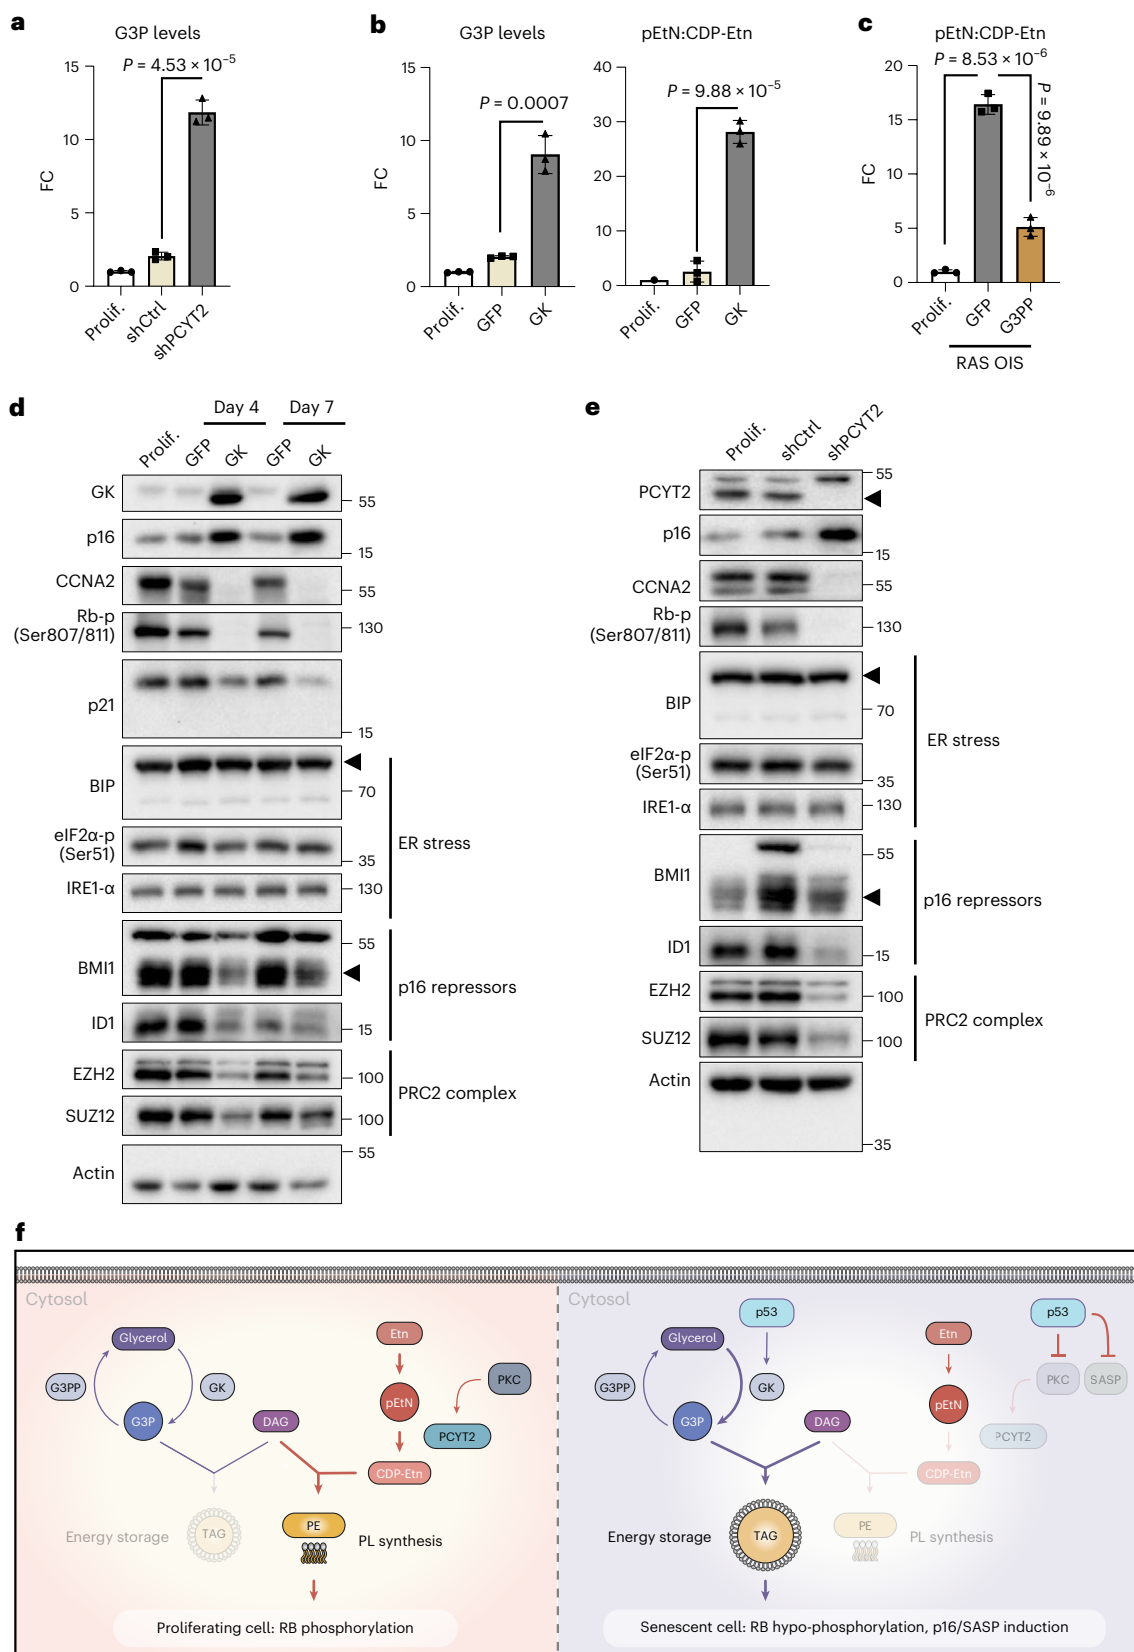 a
G3P levels
P = 4.53 × 10⁻⁵
15
10
5
0
FC
Prolif.
shCtrl
shPCYT2
b
G3P levels
P = 0.0007
15
10
5
0
FC
Prolif.
GFP
GK
pEtN:CDP-Etn
P = 9.88 × 10⁻⁵
40
30
20
10
0
Prolif.
GFP
GK
c
pEtN:CDP-Etn
P = 8.53 × 10⁻⁶
P = 9.89 × 10⁻⁶
20
15
10
5
0
FC
Prolif.
GFP
G3PP
RAS OIS
d
Day 4
Day 7
Prolif.
GFP
GK
GFP
GK
GK
55
p16
15
CCNA2
55
Rb-p
(Ser807/811)
130
p21
15
BIP
70
eIF2α-p
(Ser51)
35
IRE1-α
130
ER stress
BMI1
55
ID1
15
p16 repressors
EZH2
100
SUZ12
100
PRC2 complex
Actin
55
e
Prolif.
shCtrl
shPCYT2
PCYT2
55
p16
15
CCNA2
55
Rb-p
(Ser807/811)
130
BIP
70
eIF2α-p
(Ser51)
35
IRE1-α
130
ER stress
BMI1
55
ID1
15
p16 repressors
EZH2
100
SUZ12
100
PRC2 complex
Actin
35
f
Cytosol
Glycerol
G3PP
GK
G3P
DAG
Etn
pEtN
PKC
PCYT2
CDP-Etn
Energy storage
TAG
PE
PL synthesis
Proliferating cell: RB phosphorylation
Cytosol
p53
Glycerol
G3PP
GK
G3P
DAG
Etn
pEtN
p53
PKC
SASP
PCYT2
CDP-Etn
Energy storage
TAG
PE
PL synthesis
Senescent cell: RB hypo-phosphorylation, p16/SASP induction